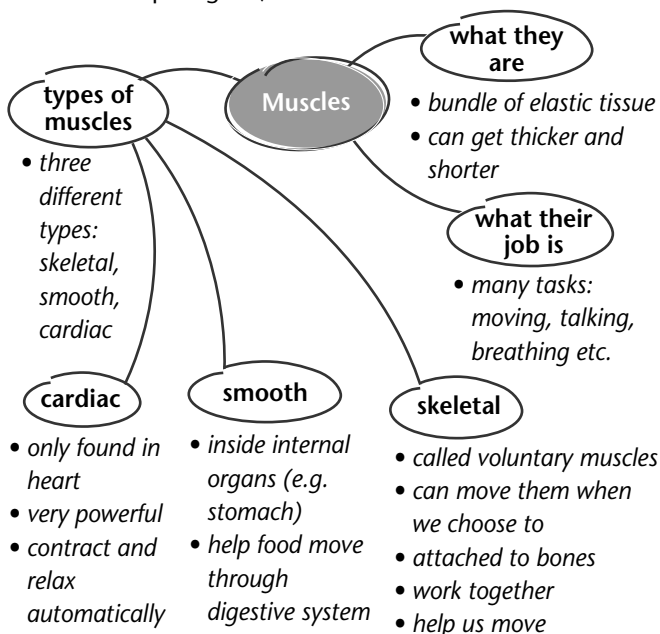 Muscles
what they
are
• bundle of elastic tissue
• can get thicker and
shorter
what their
job is
• many tasks:
moving, talking,
breathing etc.
types of
muscles
• three
different
types:
skeletal,
smooth,
cardiac
cardiac
• only found in
heart
• very powerful
• contract and
relax
automatically
smooth
• inside internal
organs (e.g.
stomach)
• help food move
through
digestive system
skeletal
• called voluntary muscles
• can move them when
we choose to
• attached to bones
• work together
• help us move